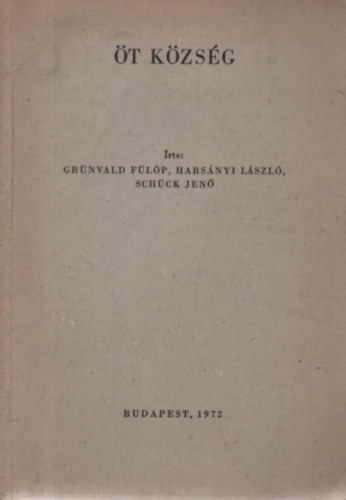 ÖT KÖZSÉG
Írta:
GRÜNVALD FÜLÖP, HARSÁNYI LÁSZLÓ,
SCHÜCK JENŐ
BUDAPEST, 1972